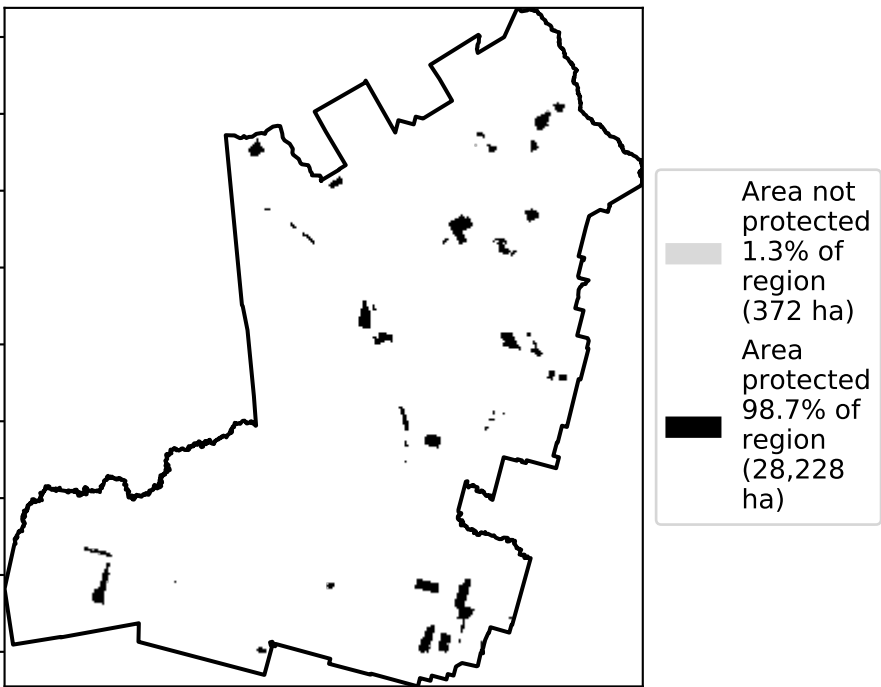 Area not
protected
1.3% of
region
(372 ha)
Area
protected
98.7% of
region
(28,228
ha)